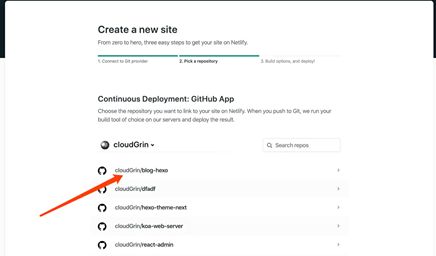 Create a new site
From zero to hero, three easy steps to get your site on Netlify.
1. Connect to Git provider
2. Pick a repository
3. Build options, and deploy!
Continuous Deployment: GitHub App
Choose the repository you want to link to your site on Netlify. When you push to Git, we run your
build tool of choice on our servers and deploy the result.
cloudGrin
Search repos
cloudGrin/blog-hexo
cloudGrin/dfadf
cloudGrin/hexo-theme-next
cloudGrin/koa-web-server
cloudGrin/react-admin